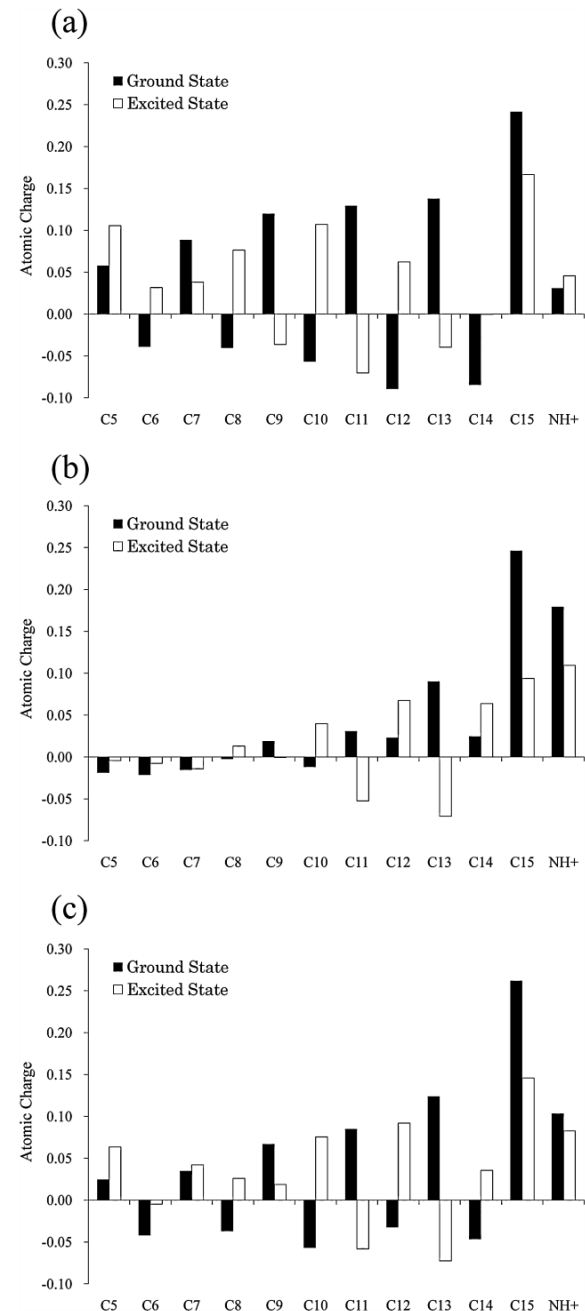 (a)
0.30
0.25
0.20
0.15
0.10
0.05
0.00
-0.05
-0.10
Atomic Charge
Ground State
Excited State
C5 C6 C7 C8 C9 C10 C11 C12 C13 C14 C15 NH+
(b)
0.30
0.25
0.20
0.15
0.10
0.05
0.00
-0.05
-0.10
Atomic Charge
Ground State
Excited State
C5 C6 C7 C8 C9 C10 C11 C12 C13 C14 C15 NH+
(c)
0.30
0.25
0.20
0.15
0.10
0.05
0.00
-0.05
-0.10
Atomic Charge
Ground State
Excited State
C5 C6 C7 C8 C9 C10 C11 C12 C13 C14 C15 NH+